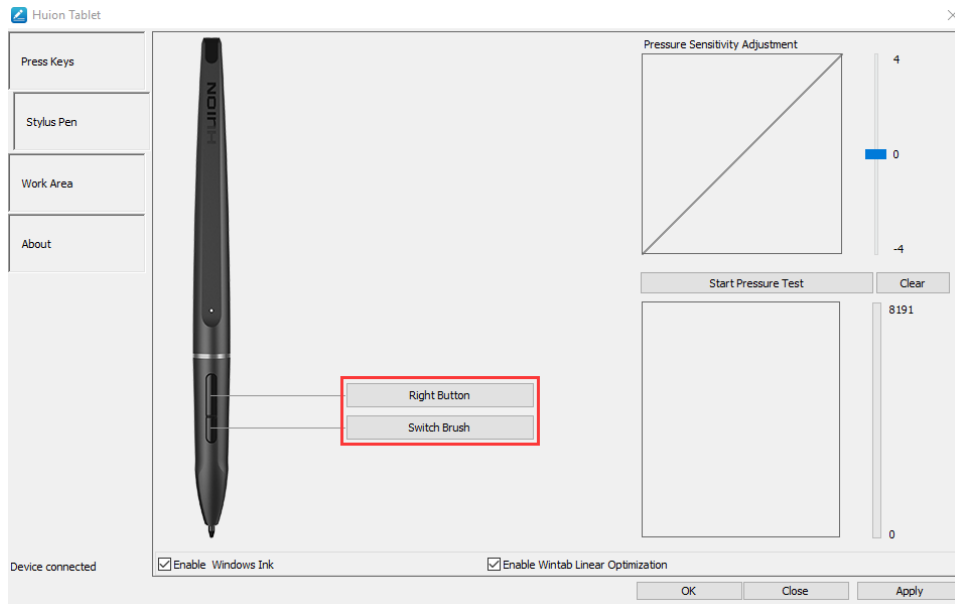 Huion Tablet
Press Keys
Stylus Pen
Work Area
About
Device connected
HUION
Right Button
Switch Brush
Pressure Sensitivity Adjustment
4
0
-4
Start Pressure Test
Clear
8191
0
Enable Windows Ink
Enable Wintab Linear Optimization
OK
Close
Apply